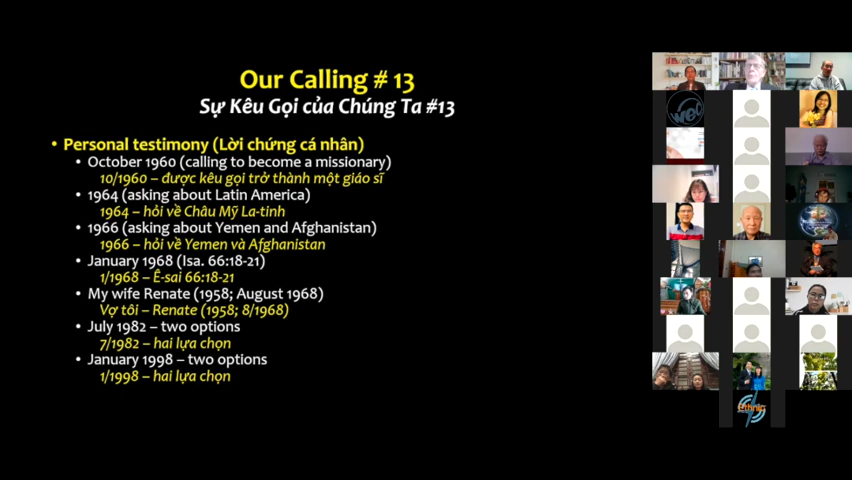 Our Calling # 13
Sự Kêu Gọi của Chúng Ta #13
• Personal testimony (Lời chứng cá nhân)
• October 1960 (calling to become a missionary)
10/1960 – được kêu gọi trở thành một giáo sĩ
• 1964 (asking about Latin America)
1964 – hỏi về Châu Mỹ La-tinh
• 1966 (asking about Yemen and Afghanistan)
1966 – hỏi về Yemen và Afghanistan
• January 1968 (Isa. 66:18-21)
1/1968 – Ê-sai 66:18-21
• My wife Renate (1958; August 1968)
Vợ tôi – Renate (1958; 8/1968)
• July 1982 – two options
7/1982 – hai lựa chọn
• January 1998 – two options
1/1998 – hai lựa chọn
weo
ethnic